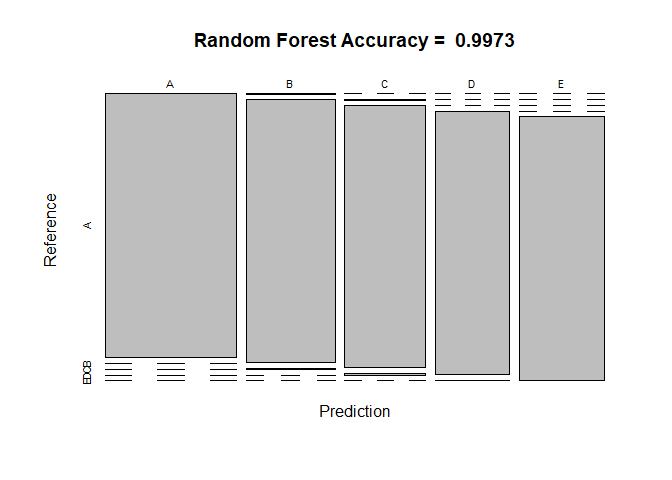 Random Forest Accuracy =  0.9973
A B C D E
Reference
A
EDCB
Prediction